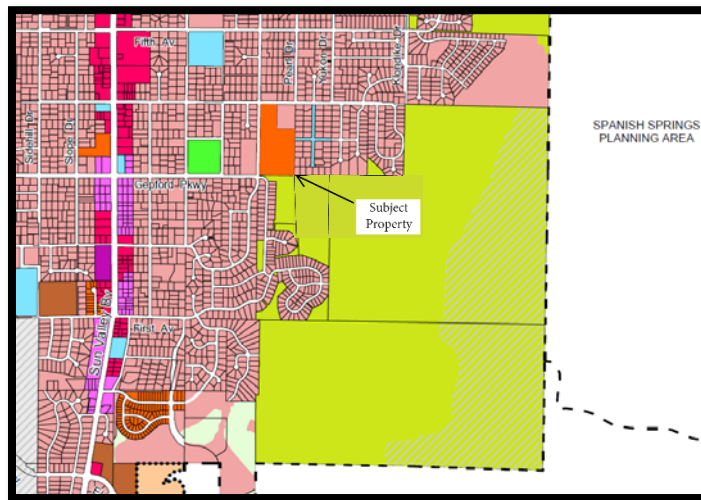 Fifth Av
Pearl Dr
Yukon Dr
Klondike Dr
Sidehill Dr
Slope Dr
SPANISH SPRINGS
PLANNING AREA
Gepford Pkwy
Subject
Property
First Av
Sun Valley Bv